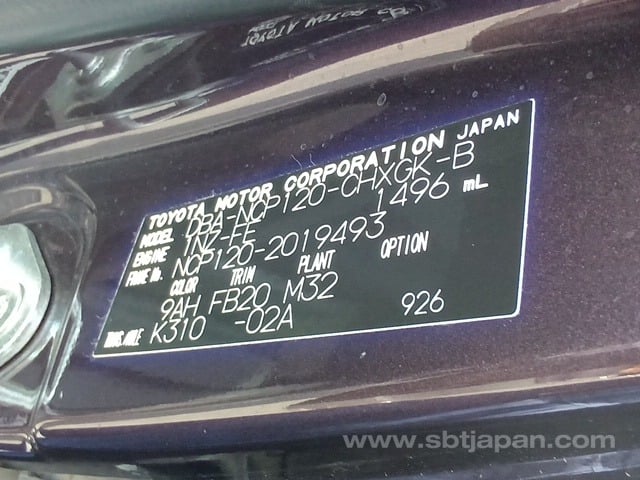 TOYOTA MOTOR CORPORATION JAPAN
MODEL DBA-NCP120-CHXGK-B
ENGINE 1NZ-FE 1496 mL
FRAME No. NCP120-2019493
COLOR TRIM PLANT OPTION
9AH FB20 M32
TRANS./AXLE K310 -02A 926
www.sbtjapan.com